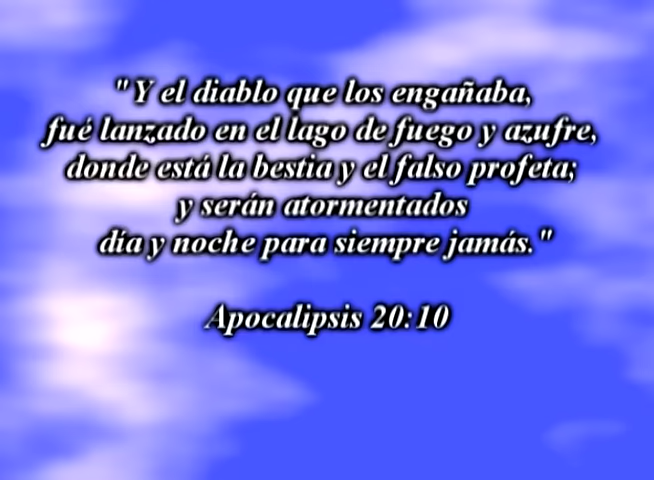 "Y el diablo que los engañaba,
fué lanzado en el lago de fuego y azufre,
donde está la bestia y el falso profeta;
y serán atormentados
día y noche para siempre jamás."
Apocalipsis 20:10